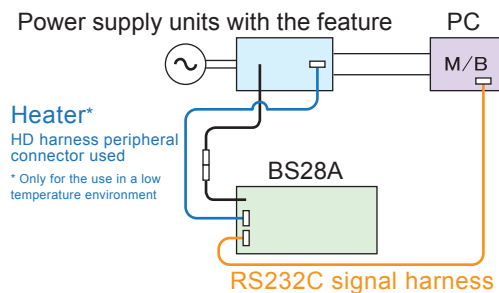 Power supply units with the feature
PC
M/B
Heater*
HD harness peripheral
connector used
* Only for the use in a low
temperature environment
BS28A
RS232C signal harness